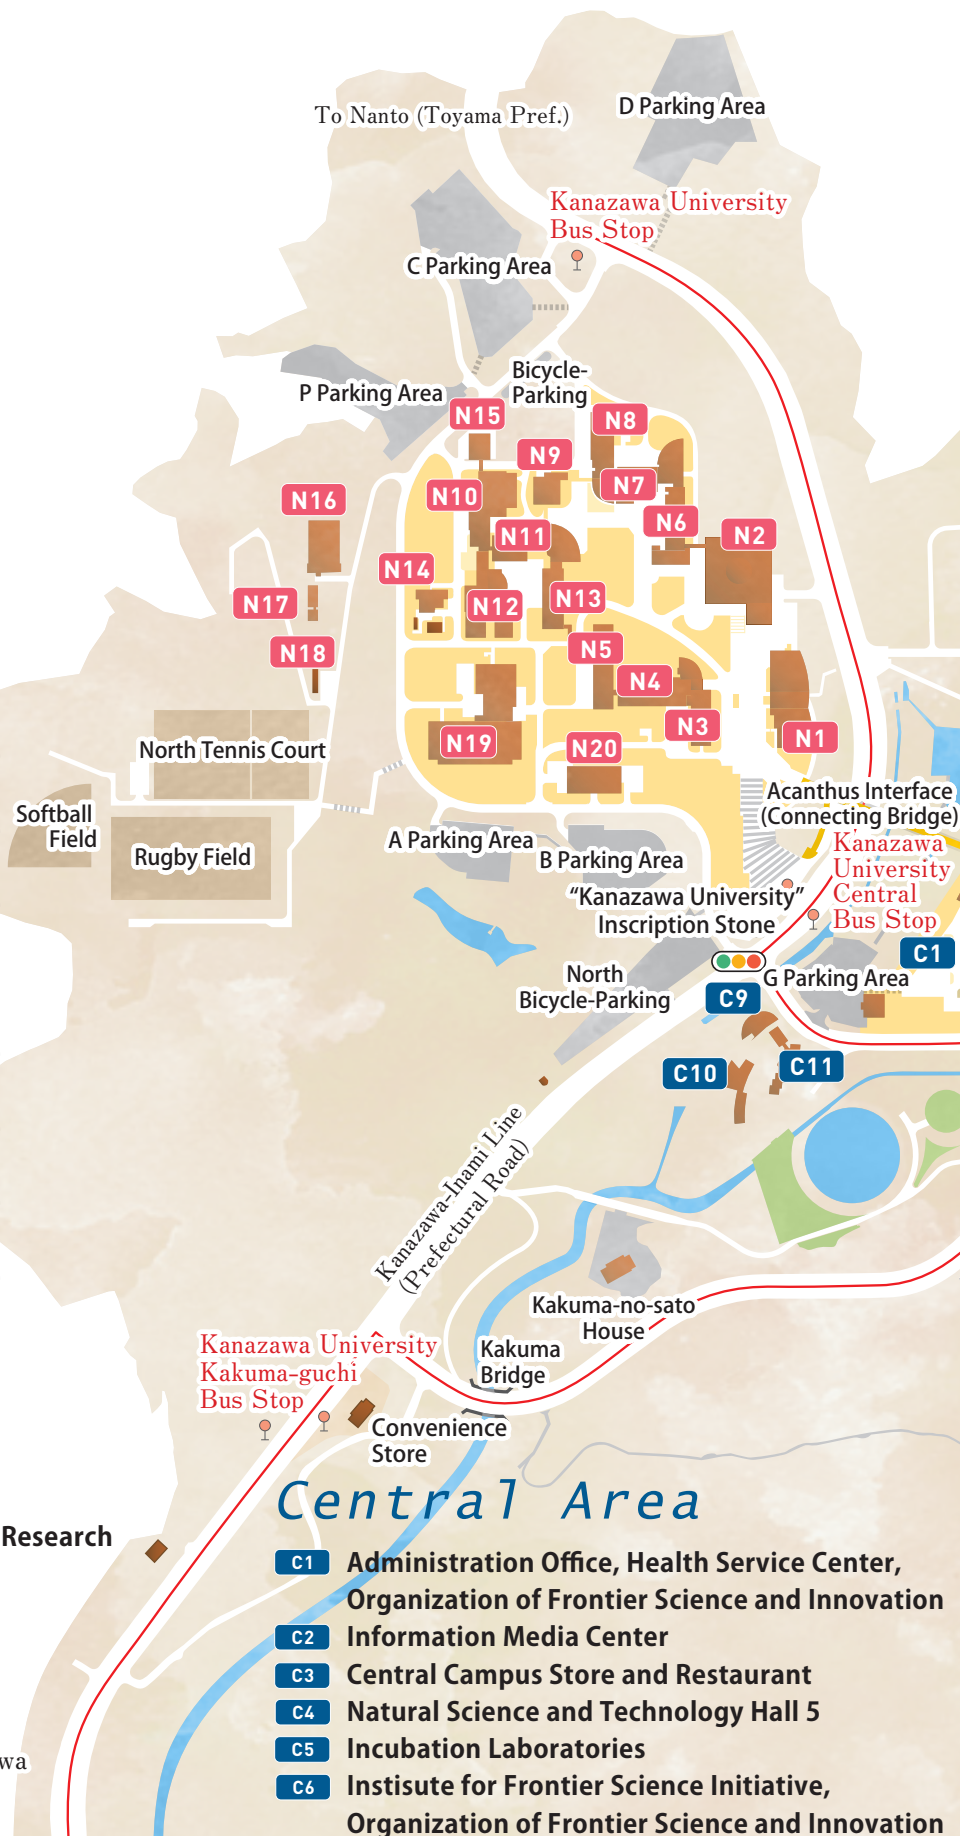 To Nanto (Toyama Pref.)
D Parking Area
Kanazawa University
Bus Stop
C Parking Area
Bicycle-
Parking
P Parking Area
N15
N8
N9
N7
N10
N16
N6
N2
N11
N14
N17
N12
N13
N18
N5
N4
N3
N1
N19
N20
North Tennis Court
Softball
Field
Rugby Field
Acanthus Interface
(Connecting Bridge)
A Parking Area
B Parking Area
Kanazawa
University
Central
Bus Stop
“Kanazawa University”
Inscription Stone
C1
North
Bicycle-Parking
G Parking Area
C9
C10
C11
Kanazawa-Inami Line
(Prefectural Road)
Kakuma-no-sato
House
Kanazawa University
Kakuma-guchi
Bus Stop
Kakuma
Bridge
Convenience
Store
Research
wa
Central Area
C1 Administration Office, Health Service Center,
Organization of Frontier Science and Innovation
C2 Information Media Center
C3 Central Campus Store and Restaurant
C4 Natural Science and Technology Hall 5
C5 Incubation Laboratories
C6 Instisute for Frontier Science Initiative,
Organization of Frontier Science and Innovation